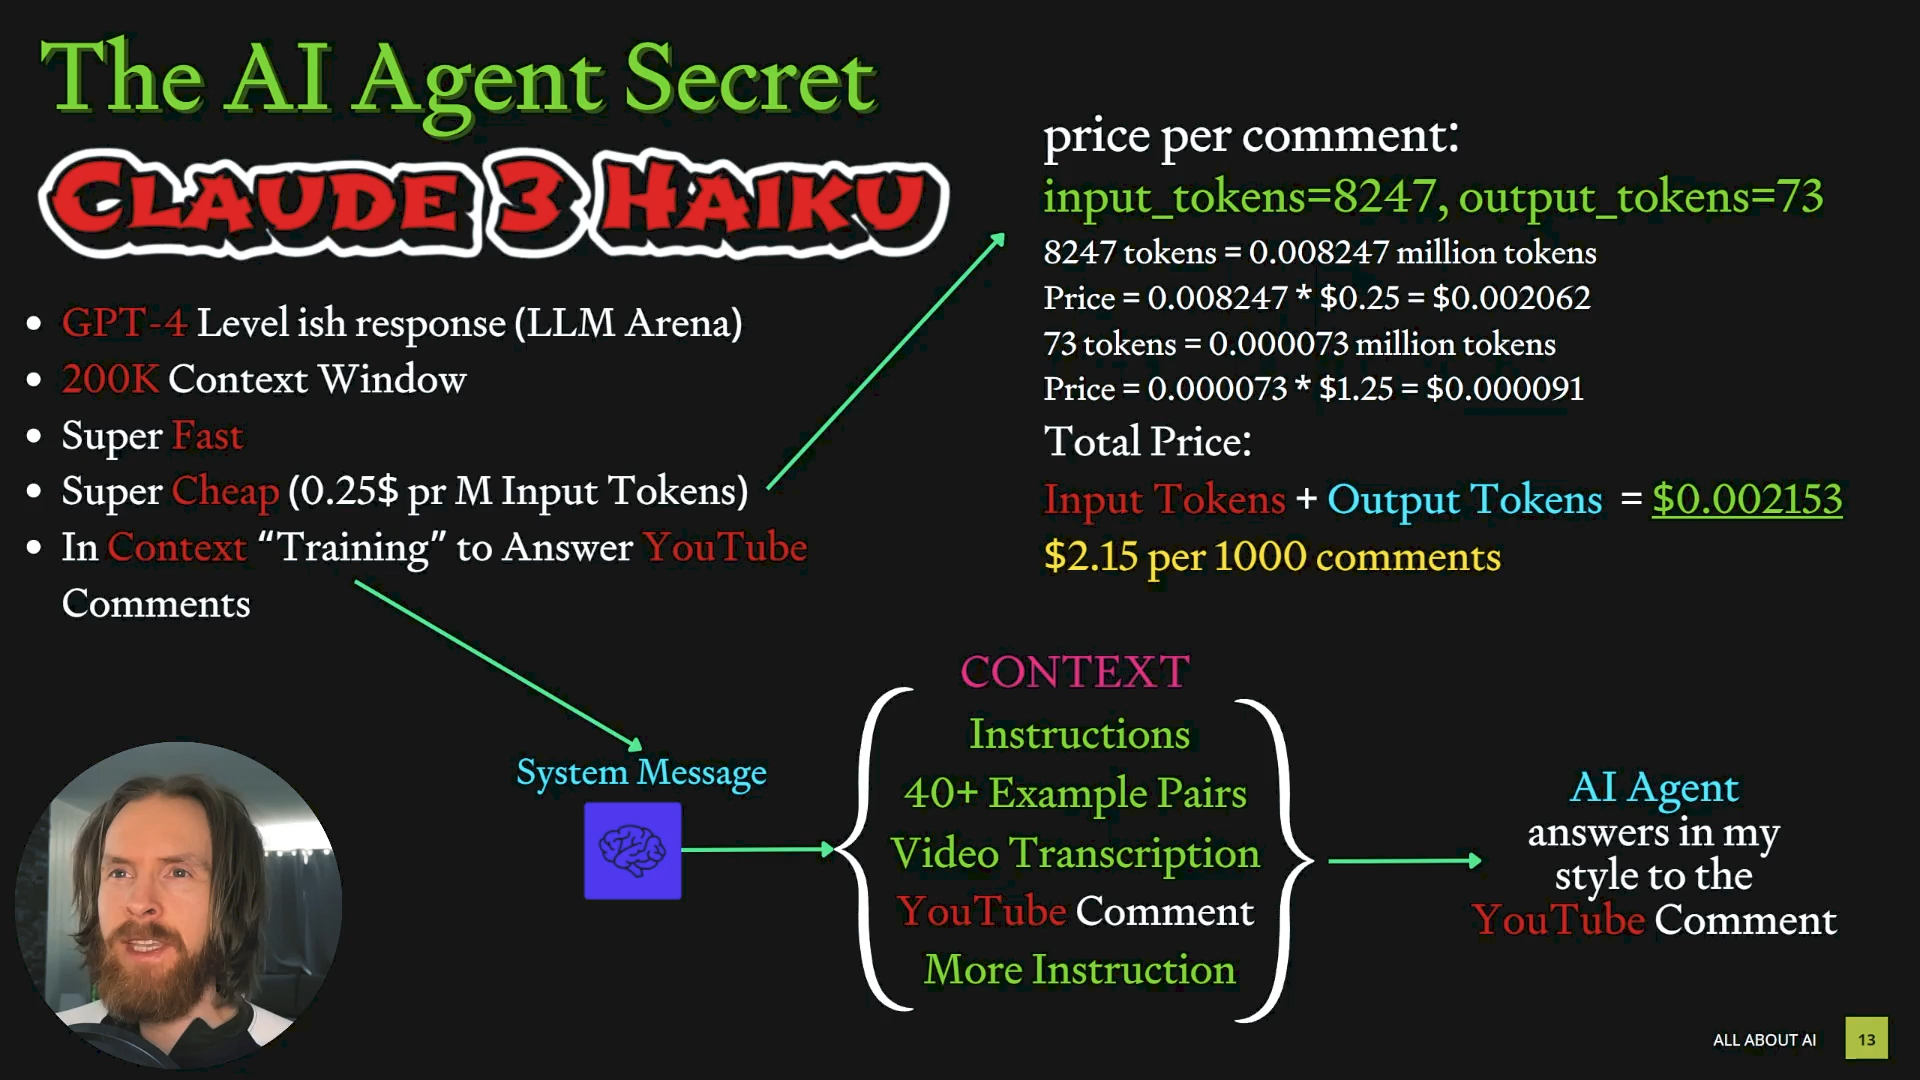 The AI Agent Secret
CLAUDE 3 HAIKU
• GPT-4 Level ish response (LLM Arena)
• 200K Context Window
• Super Fast
• Super Cheap (0.25$ pr M Input Tokens)
• In Context “Training” to Answer YouTube
Comments
price per comment:
input_tokens=8247, output_tokens=73
8247 tokens = 0.008247 million tokens
Price = 0.008247 * $0.25 = $0.002062
73 tokens = 0.000073 million tokens
Price = 0.000073 * $1.25 = $0.000091
Total Price:
Input Tokens + Output Tokens = $0.002153
$2.15 per 1000 comments
System Message
CONTEXT
Instructions
40+ Example Pairs
Video Transcription
YouTube Comment
More Instruction
AI Agent
answers in my
style to the
YouTube Comment
ALL ABOUT AI 13